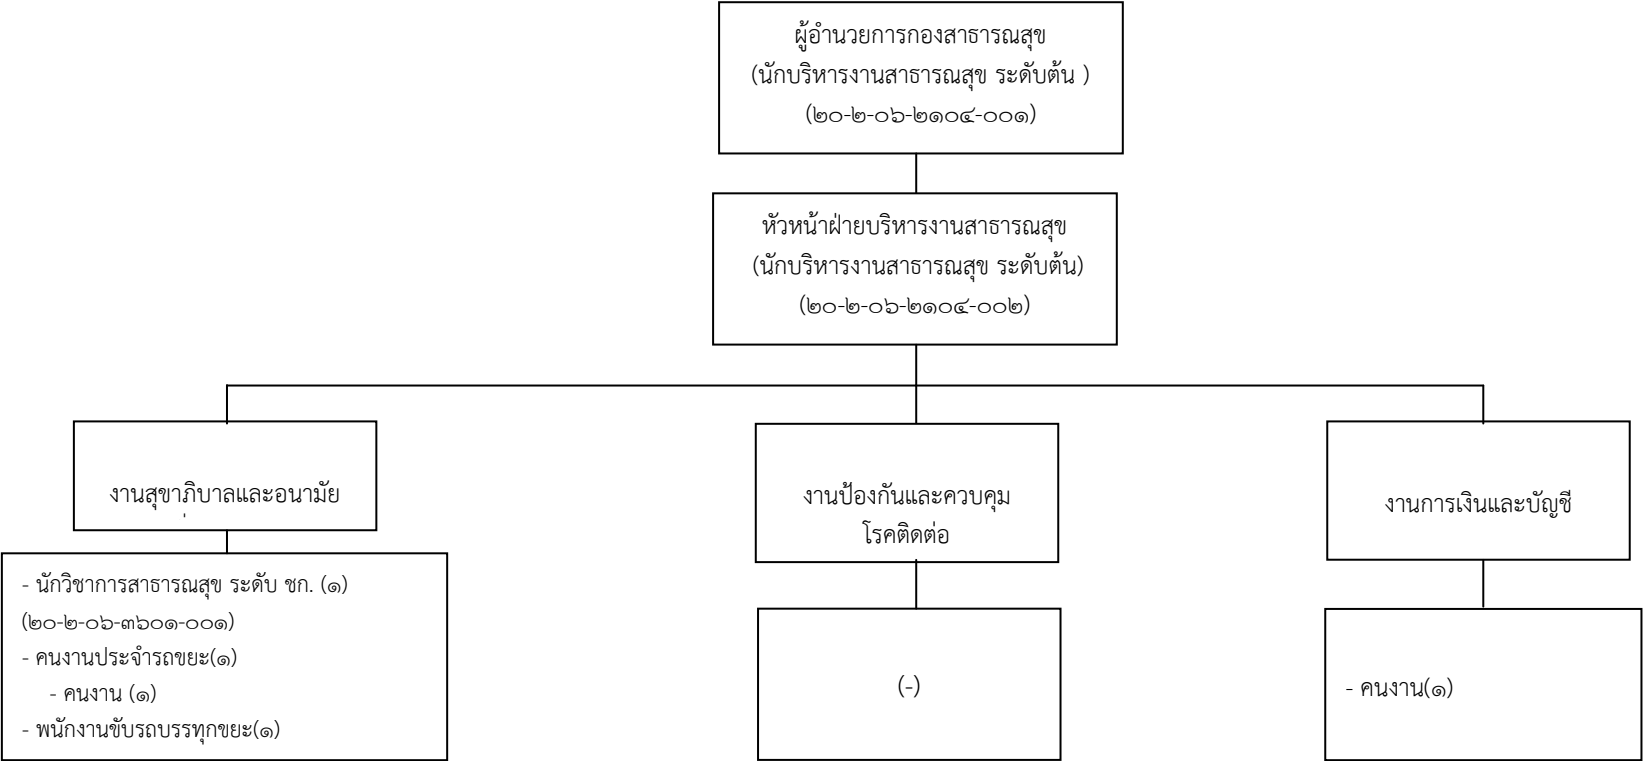 ผู้อำนวยการกองสาธารณสุข
(นักบริหารงานสาธารณสุข ระดับต้น )
(๒๐-๒-๐๖-๒๑๐๔-๐๐๑)
หัวหน้าฝ่ายบริหารงานสาธารณสุข
(นักบริหารงานสาธารณสุข ระดับต้น)
(๒๐-๒-๐๖-๒๑๐๔-๐๐๒)
งานสุขาภิบาลและอนามัย
งานป้องกันและควบคุม
โรคติดต่อ
งานการเงินและบัญชี
- นักวิชาการสาธารณสุข ระดับ ชก. (๑)
(๒๐-๒-๐๖-๓๖๐๑-๐๐๑)
- คนงานประจำรถขยะ(๑)
- คนงาน (๑)
- พนักงานขับรถบรรทุกขยะ(๑)
(-)
- คนงาน(๑)